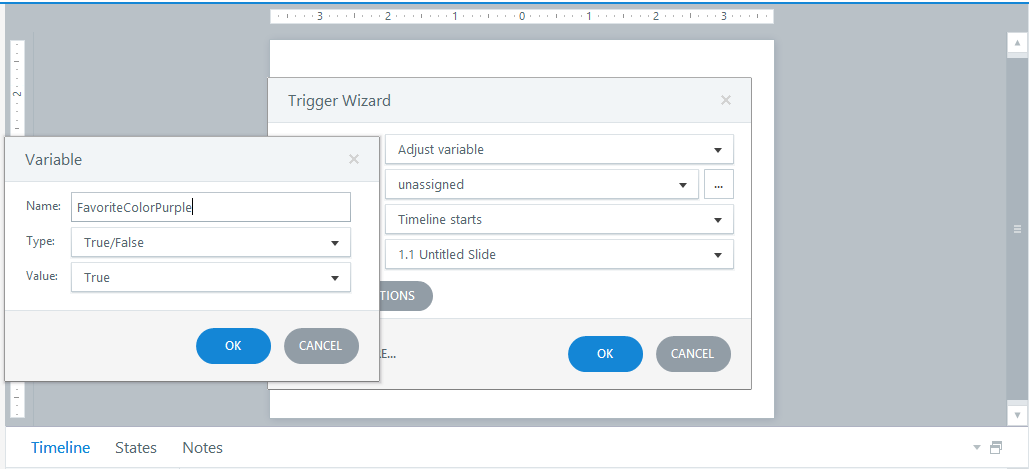 3 2 1 0 1 2 3
2
2
Trigger Wizard
Adjust variable
unassigned
...
Timeline starts
1.1 Untitled Slide
TIONS
E...
OK CANCEL
Variable
Name: FavoriteColorPurple
Type: True/False
Value: True
OK CANCEL
Timeline States Notes